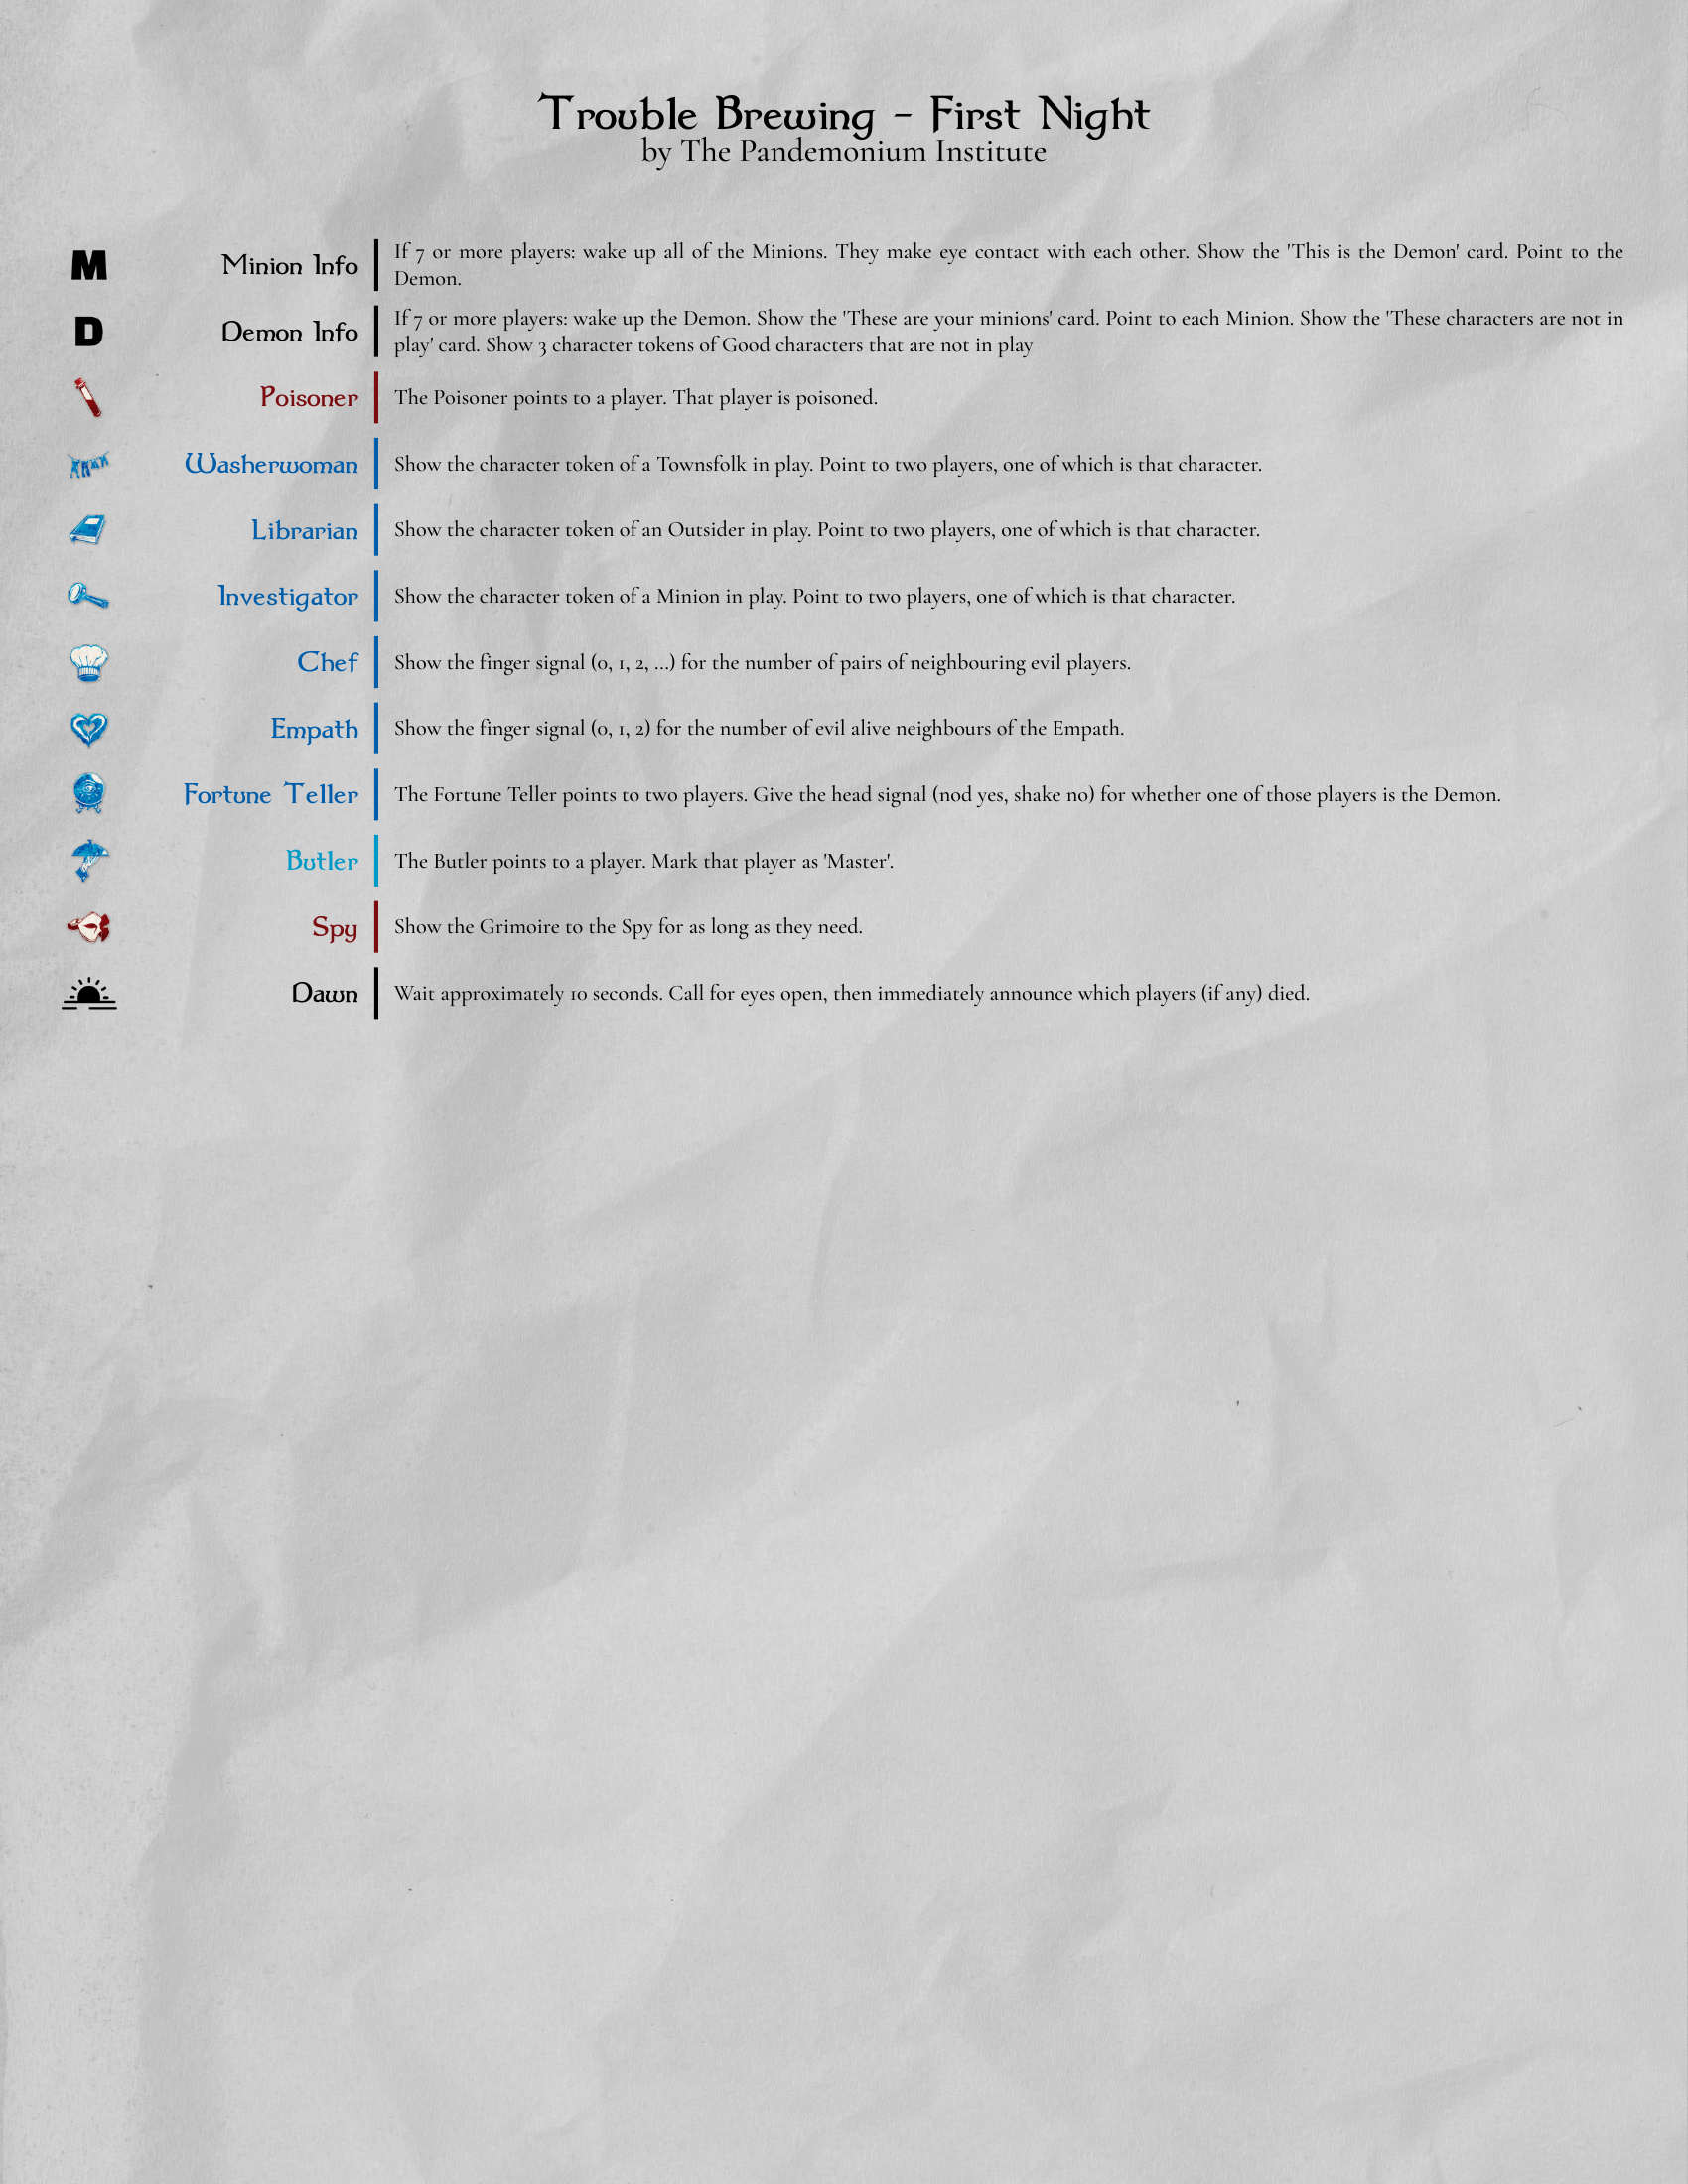 Trouble Brewing - First Night
by The Pandemonium Institute
M
Minion Info
If 7 or more players: wake up all of the Minions. They make eye contact with each other. Show the 'This is the Demon' card. Point to the
Demon.
D
Demon Info
If 7 or more players: wake up the Demon. Show the 'These are your minions' card. Point to each Minion. Show the 'These characters are not in
play' card. Show 3 character tokens of Good characters that are not in play
Poisoner
The Poisoner points to a player. That player is poisoned.
Washerwoman
Show the character token of a Townsfolk in play. Point to two players, one of which is that character.
Librarian
Show the character token of an Outsider in play. Point to two players, one of which is that character.
Investigator
Show the character token of a Minion in play. Point to two players, one of which is that character.
Chef
Show the finger signal (0, 1, 2, ...) for the number of pairs of neighbouring evil players.
Empath
Show the finger signal (0, 1, 2) for the number of evil alive neighbours of the Empath.
Fortune Teller
The Fortune Teller points to two players. Give the head signal (nod yes, shake no) for whether one of those players is the Demon.
Butler
The Butler points to a player. Mark that player as 'Master'.
Spy
Show the Grimoire to the Spy for as long as they need.
Dawn
Wait approximately 10 seconds. Call for eyes open, then immediately announce which players (if any) died.